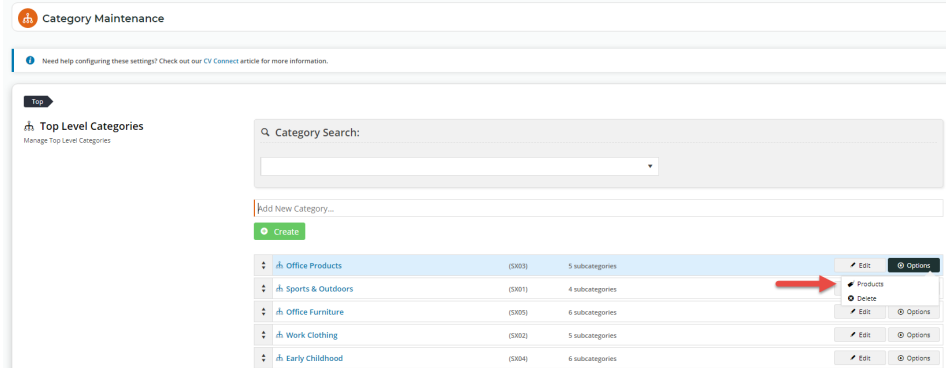 Category Maintenance
Need help configuring these settings? Check out our CV Connect article for more information.
Top
Top Level Categories
Manage Top Level Categories
Category Search:
Add New Category...
Create
Office Products (SX03) 5 subcategories Edit Options
Products
Delete
Sports & Outdoors (SX01) 4 subcategories
Office Furniture (SX05) 6 subcategories Edit Options
Work Clothing (SX02) 5 subcategories Edit Options
Early Childhood (SX04) 6 subcategories Edit Options